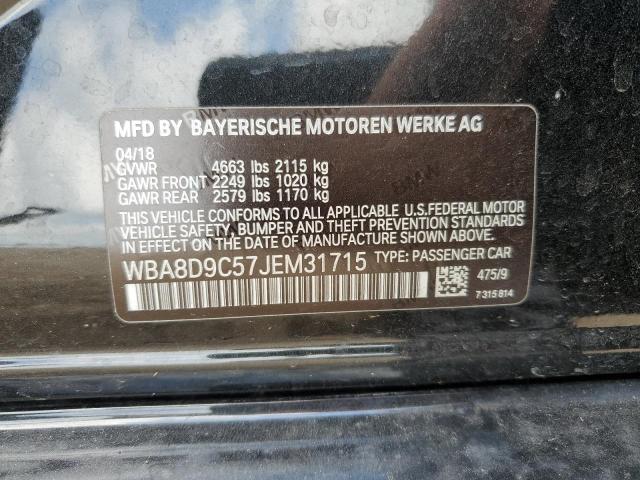 MFD BY BAYERISCHE MOTOREN WERKE AG
04/18
GVWR 4663 lbs 2115 kg
GAWR FRONT 2249 lbs 1020 kg
GAWR REAR 2579 lbs 1170 kg
THIS VEHICLE CONFORMS TO ALL APPLICABLE U.S.FEDERAL MOTOR
VEHICLE SAFETY, BUMPER AND THEFT PREVENTION STANDARDS
IN EFFECT ON THE DATE OF MANUFACTURE SHOWN ABOVE.
WBA8D9C57JEM31715 TYPE: PASSENGER CAR
475/9
7315814